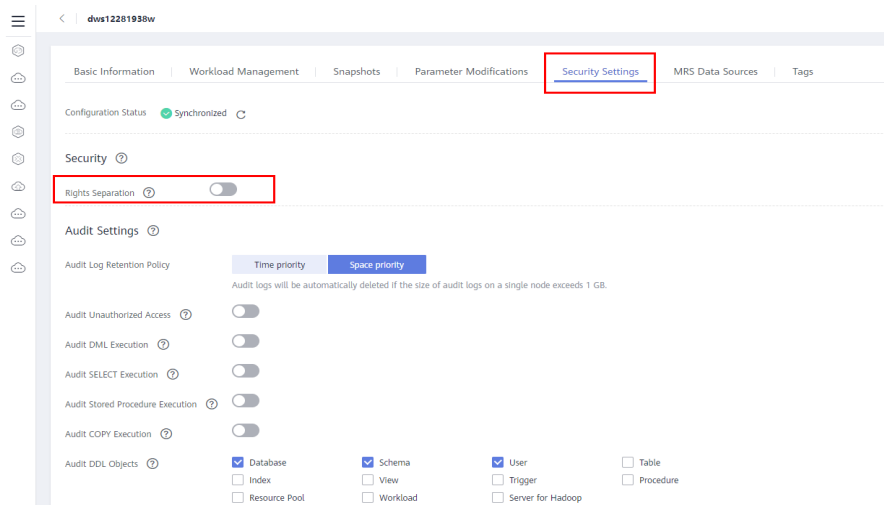 dws12281938w
Basic Information Workload Management Snapshots Parameter Modifications Security Settings MRS Data Sources Tags
Configuration Status Synchronized
Security
Rights Separation
Audit Settings
Audit Log Retention Policy Time priority Space priority
Audit logs will be automatically deleted if the size of audit logs on a single node exceeds 1 GB.
Audit Unauthorized Access
Audit DML Execution
Audit SELECT Execution
Audit Stored Procedure Execution
Audit COPY Execution
Audit DDL Objects Database Schema User Table
Index View Trigger Procedure
Resource Pool Workload Server for Hadoop